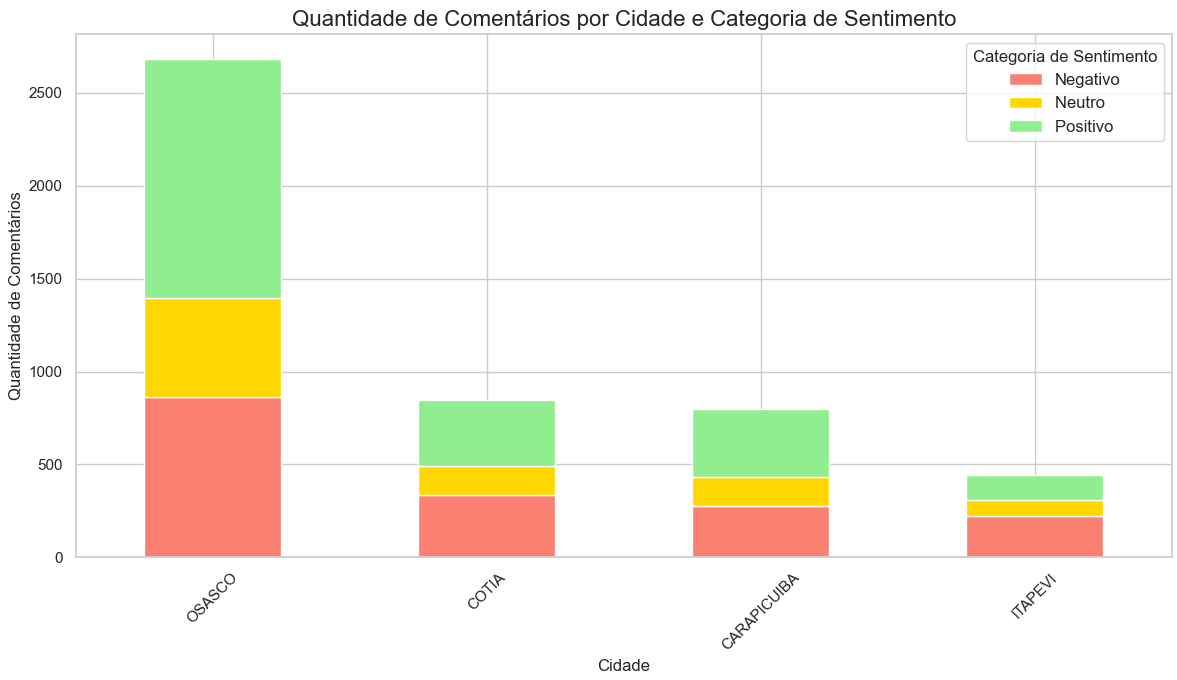 Quantidade de Comentários por Cidade e Categoria de Sentimento
Categoria de Sentimento
Negativo
Neutro
Positivo
Quantidade de Comentários
2500
2000
1500
1000
500
0
OSASCO
COTIA
CARAPICUIBA
ITAPEVI
Cidade